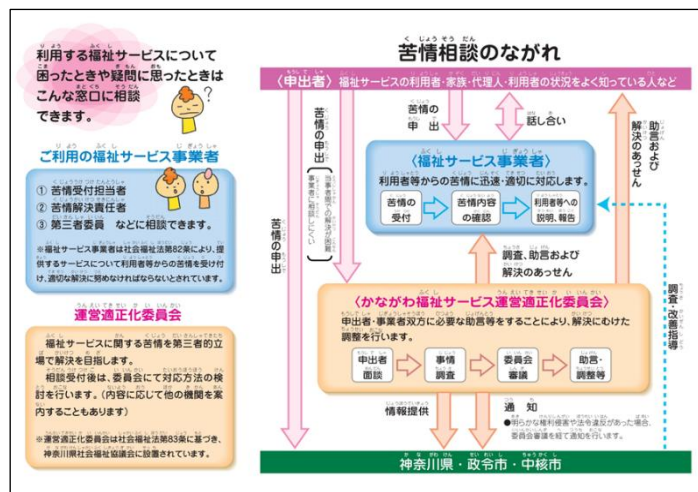 利用する福祉サービスについて
困ったときや疑問に思ったときは
こんな窓口に相談
できます。
ご利用の福祉サービス事業者
① 苦情受付担当者
② 苦情解決責任者
③ 第三者委員 などに相談できます。
※福祉サービス事業者は社会福祉法第82条により、提
供するサービスについて利用者等からの苦情を受け付
け、適切な解決に努めなければならないとされています。
運営適正化委員会
福祉サービスに関する苦情を第三者的立
場で解決を目指します。
相談受付後は、委員会にて対応方法の検
討を行います。(内容に応じて他の機関を案
内することもあります)
※運営適正化委員会は社会福祉法第83条に基づき、
神奈川県社会福祉協議会に設置されています。
苦情相談のながれ
〈申出者〉福祉サービスの利用者・家族・代理人・利用者の状況をよく知っている人など
苦情の
申 出
話し合い
助言および
解決のあっせん
苦情の申出
当事者間での解決が困難
事業者に相談しにくい
苦情の申出
〈福祉サービス事業者〉
利用者等からの苦情に迅速・適切に対応します。
苦情の
受付
苦情内容
の確認
利用者等への
説明、報告
調査、助言および
解決のあっせん
調査・改善指導
〈かながわ福祉サービス運営適正化委員会〉
申出者・事業者双方に必要な助言等をすることにより、解決にむけた
調整を行います。
申出者
面談
事情
調査
委員会
審議
助言・
調整等
情報提供
通 知
●明らかな権利侵害や法令違反があった場合、
委員会審議を経て通知を行います。
神奈川県・政令市・中核市